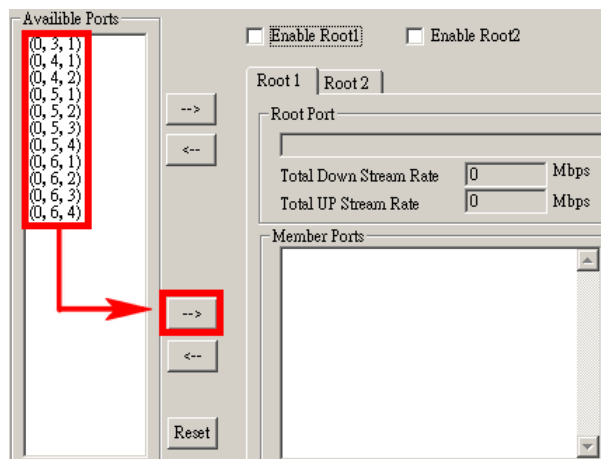 Availible Ports
(0, 3, 1)
(0, 4, 1)
(0, 4, 2)
(0, 5, 1)
(0, 5, 2)
(0, 5, 3)
(0, 5, 4)
(0, 6, 1)
(0, 6, 2)
(0, 6, 3)
(0, 6, 4)
-->
<--
-->
<--
Reset
Enable Root1 Enable Root2
Root 1 Root 2
Root Port
Total Down Stream Rate 0 Mbps
Total UP Stream Rate 0 Mbps
Member Ports